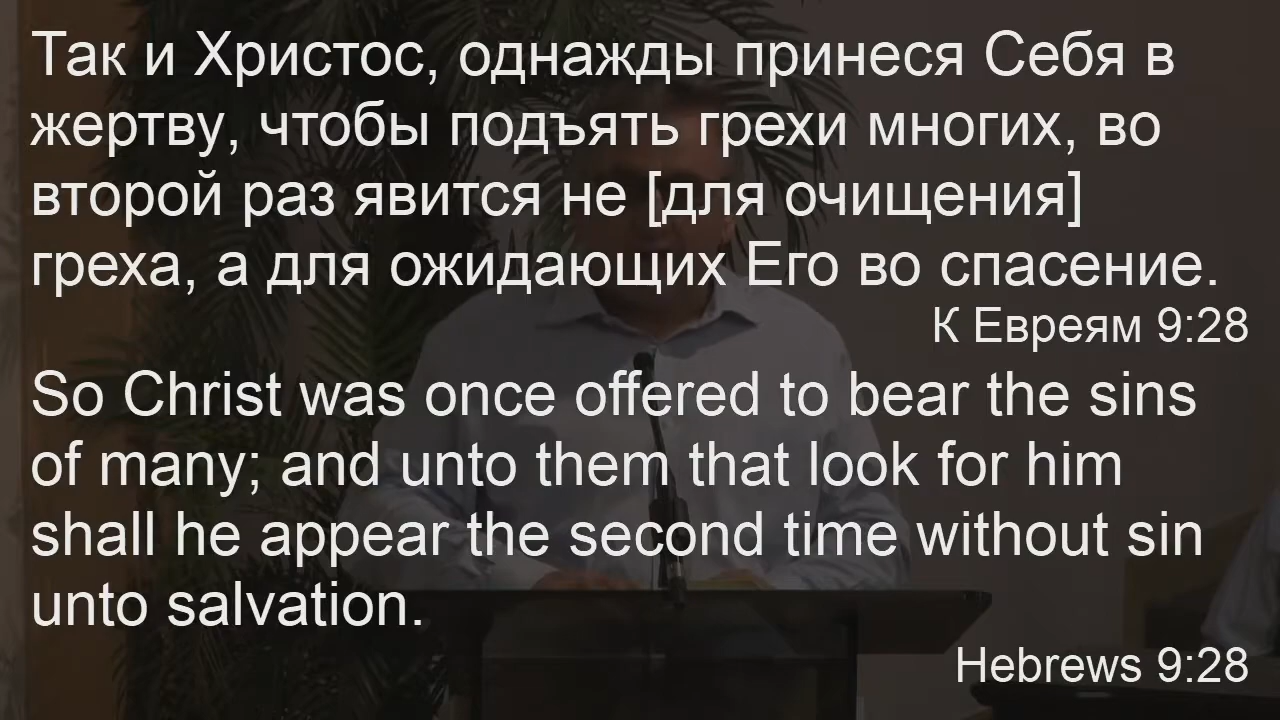 Так и Христос, однажды принеся Себя в
жертву, чтобы подъять грехи многих, во
второй раз явится не [для очищения]
греха, а для ожидающих Его во спасение.
К Евреям 9:28
So Christ was once offered to bear the sins
of many; and unto them that look for him
shall he appear the second time without sin
unto salvation.
Hebrews 9:28